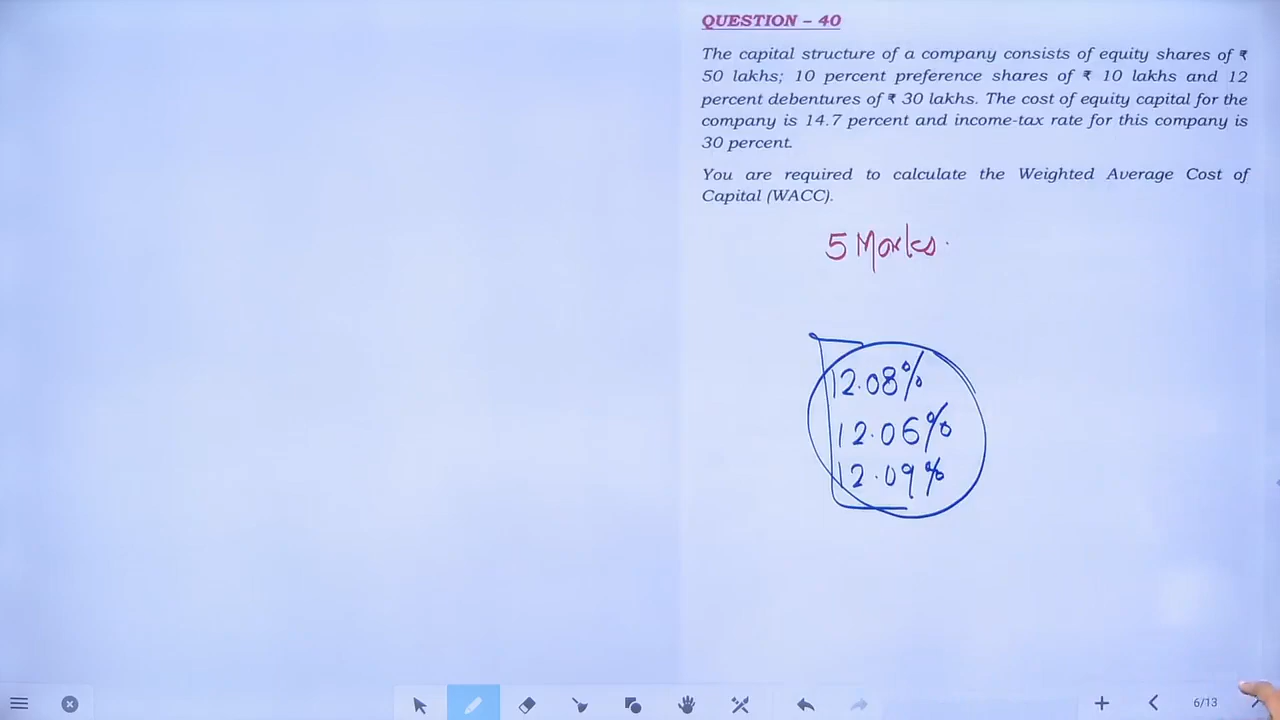 QUESTION – 40
The capital structure of a company consists of equity shares of ₹
50 lakhs; 10 percent preference shares of ₹ 10 lakhs and 12
percent debentures of ₹ 30 lakhs. The cost of equity capital for the
company is 14.7 percent and income-tax rate for this company is
30 percent.
You are required to calculate the Weighted Average Cost of
Capital (WACC).
5 Marks.
12.08%
12.06%
12.09%
6/13